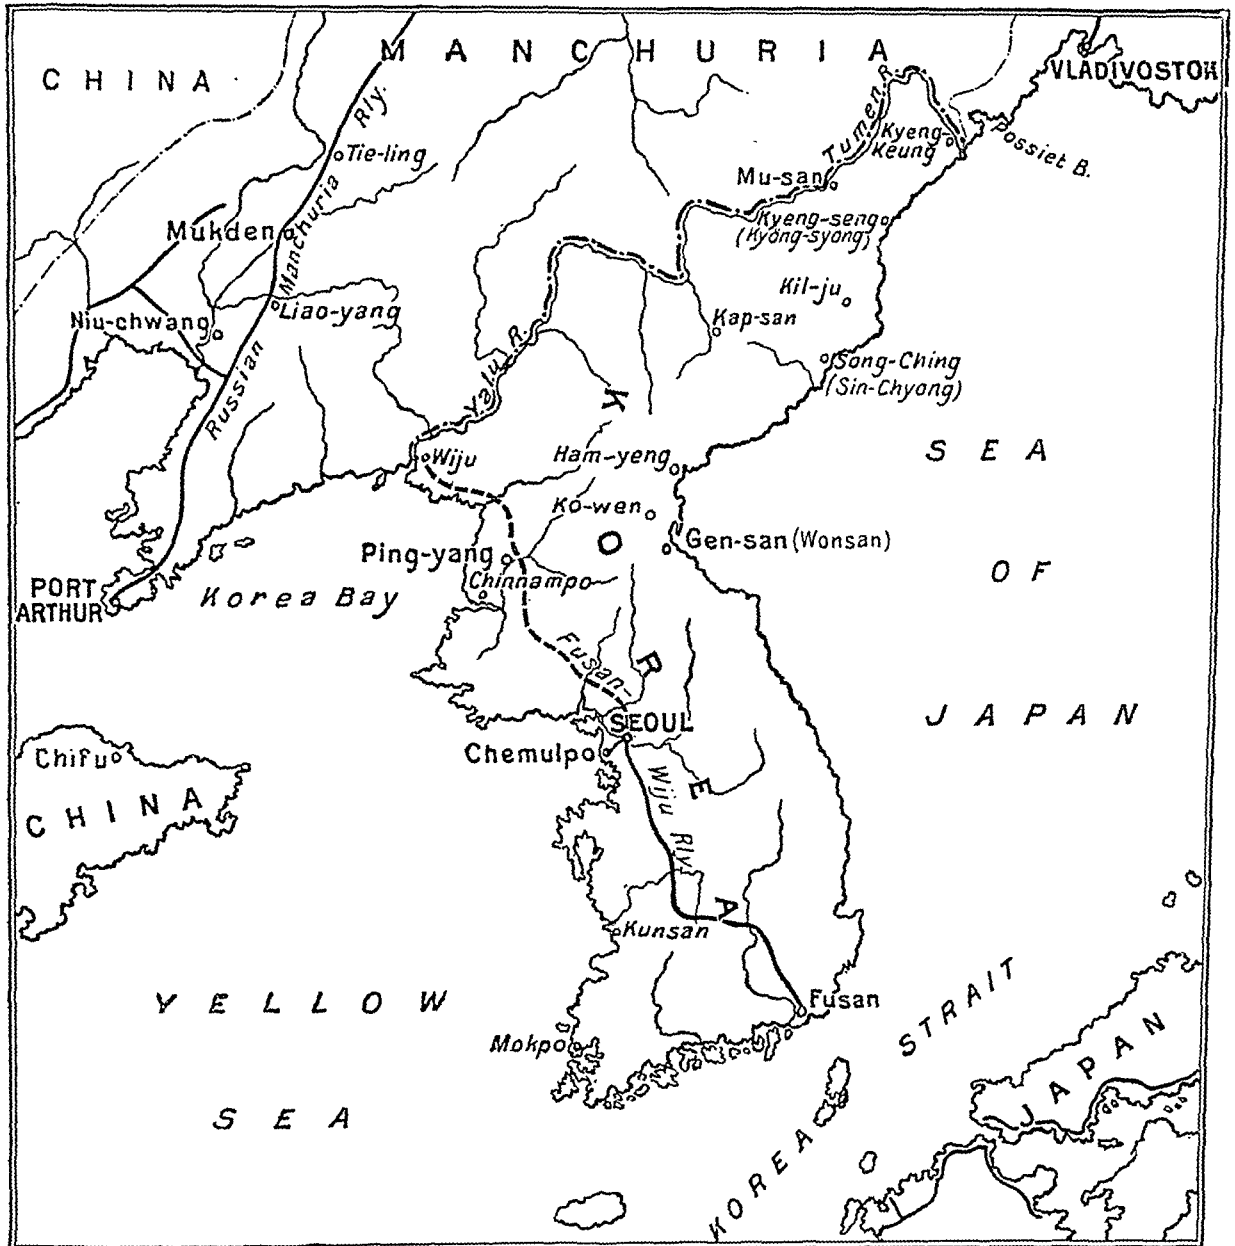 MANCHURIA
CHINA
VLADIVOSTOK
Rly.
Tumen R.
Kyeng-
Keung
Possiet B.
Tie-ling
Manchuria
Mu-san
Mukden
Kyeng-seng
(Kyöng-syong)
Kil-ju
Liao-yang
Niu-chwang
Kap-san
Yalu R.
Russian
Song-Ching
(Sin-Chyong)
KOREA
SEA
OF
JAPAN
Wiju
Ham-yeng
Ko-wen
Gen-san (Wonsan)
Ping-yang
Chinnampo
PORT
ARTHUR
Korea Bay
Fusan-
SEOUL
Chemulpo
Wiju Rly.
Chifu
CHINA
Kunsan
YELLOW
SEA
Fusan
Mokpo
KOREA STRAIT
JAPAN